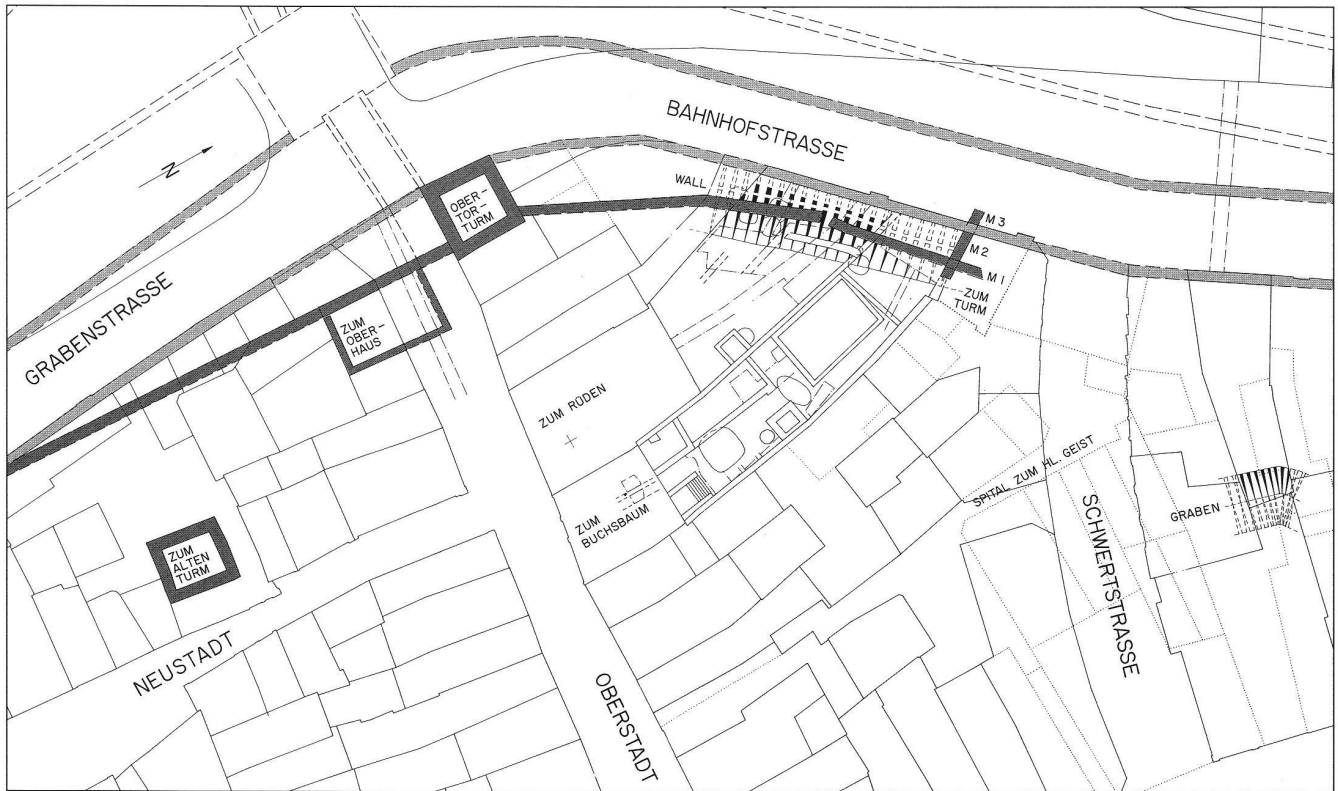 BAHNHOFSTRASSE
N
WALL
OBER-
TOR-
TURM
M 3
M 2
M 1
ZUM
TURM
GRABENSTRASSE
ZUM
OBER-
HAUS
ZUM RÜDEN
ZUM
BUCHSBAUM
SPITAL ZUM HL. GEIST
GRABEN
SCHWERTSTRASSE
ZUM
ALTEN
TURM
NEUSTADT
OBERSTADT